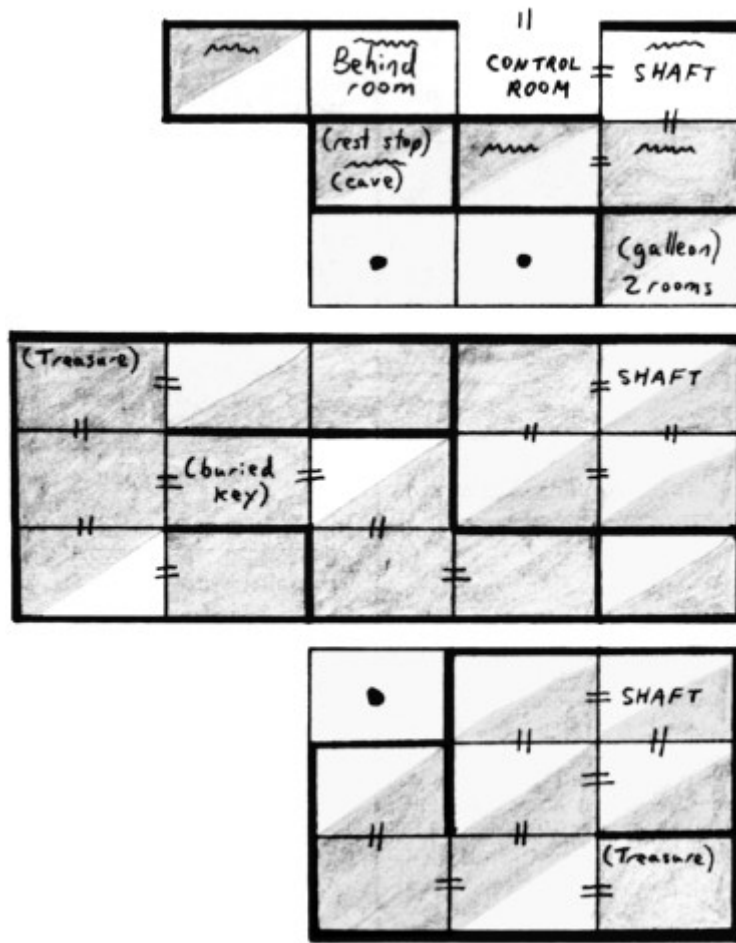 Behind
room
CONTROL
ROOM
SHAFT
(rest stop)
(cave)
(galleon)
2 rooms
(Treasure)
SHAFT
(buried
key)
SHAFT
(Treasure)